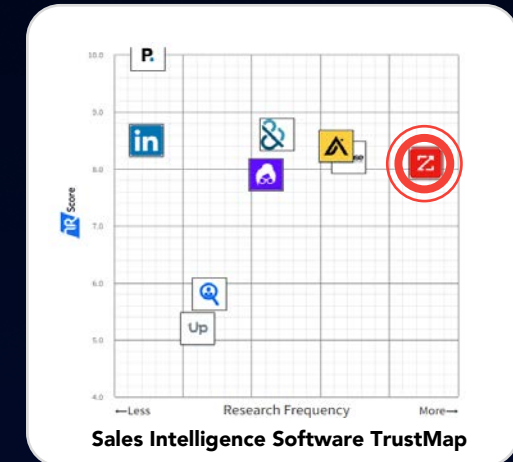 10.0
P.
9.0
in
8.0
7.0
TR Score
6.0
Up
5.0
4.0
←Less
Research Frequency
More→
Sales Intelligence Software TrustMap